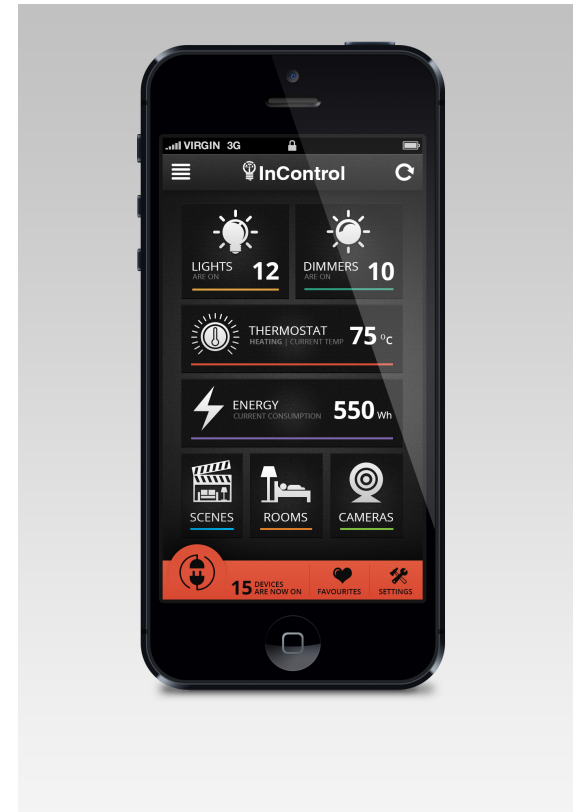 VIRGIN 3G
InControl
LIGHTS
ARE ON
12
DIMMERS
ARE ON
10
THERMOSTAT
HEATING | CURRENT TEMP
75 °c
ENERGY
CURRENT CONSUMPTION
550 Wh
SCENES
ROOMS
CAMERAS
15 DEVICES
ARE NOW ON
FAVOURITES
SETTINGS